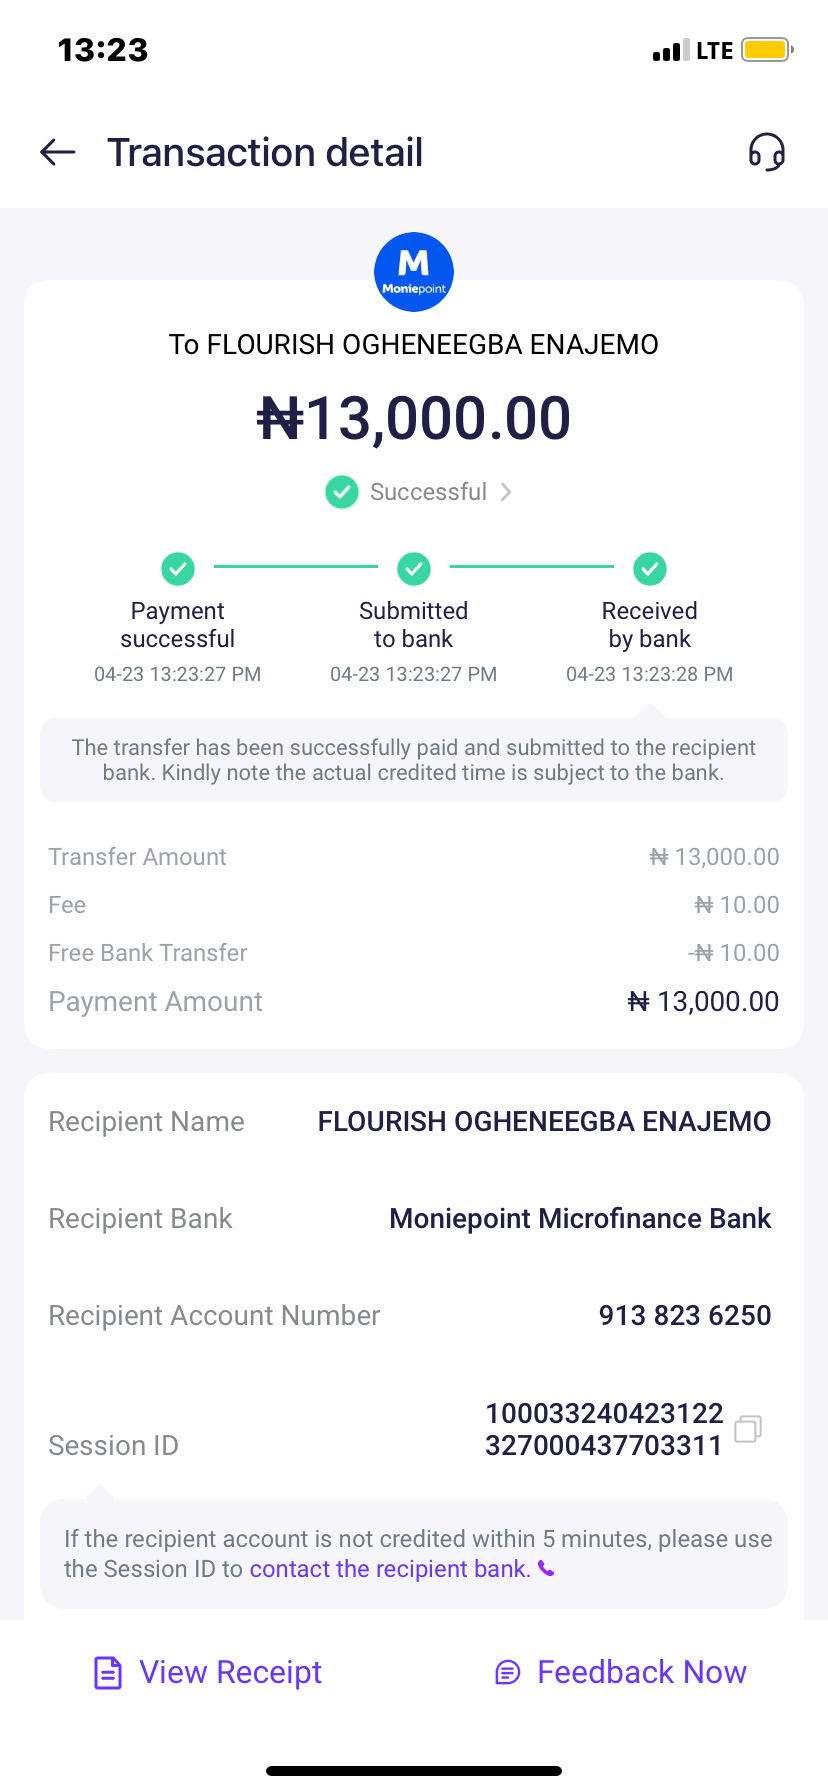 13:23
LTE
Transaction detail
M
Moniepoint
To FLOURISH OGHENEEGBA ENAJEMO
₦13,000.00
Successful
Payment
successful
04-23 13:23:27 PM
Submitted
to bank
04-23 13:23:27 PM
Received
by bank
04-23 13:23:28 PM
The transfer has been successfully paid and submitted to the recipient
bank. Kindly note the actual credited time is subject to the bank.
Transfer Amount ₦ 13,000.00
Fee ₦ 10.00
Free Bank Transfer -₦ 10.00
Payment Amount ₦ 13,000.00
Recipient Name FLOURISH OGHENEEGBA ENAJEMO
Recipient Bank Moniepoint Microfinance Bank
Recipient Account Number 913 823 6250
Session ID
100033240423122
327000437703311
If the recipient account is not credited within 5 minutes, please use
the Session ID to contact the recipient bank.
View Receipt
Feedback Now